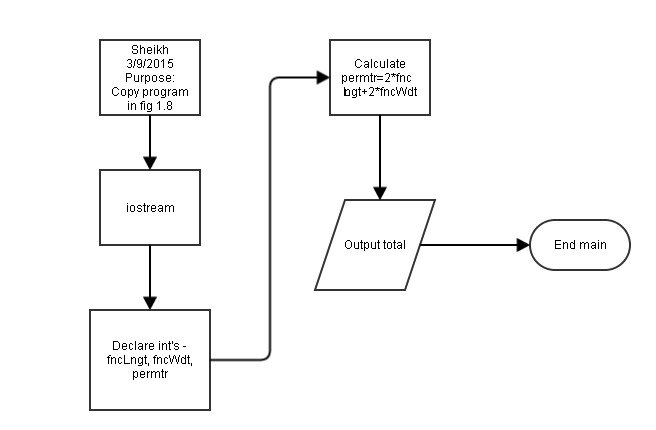 Sheikh
3/9/2015
Purpose:
Copy program
in fig 1.8
iostream
Declare int's -
fncLngt, fncWdt,
permtr
Calculate
permtr=2*fnc
lngt+2*fncWdt
Output total
End main